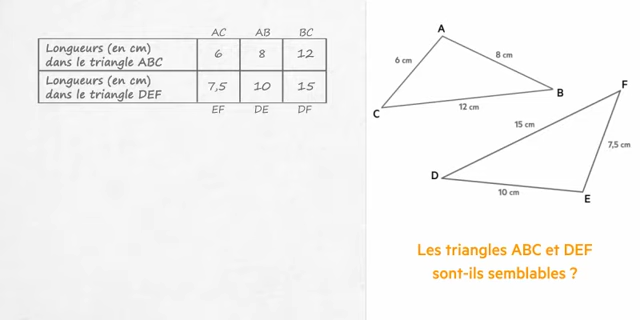 AC AB BC
Longueurs (en cm)
dans le triangle ABC 6 8 12
Longueurs (en cm)
dans le triangle DEF 7,5 10 15
EF DE DF
A
6 cm
8 cm
B
12 cm
C
F
15 cm
7,5 cm
D
10 cm
E
Les triangles ABC et DEF
sont-ils semblables ?